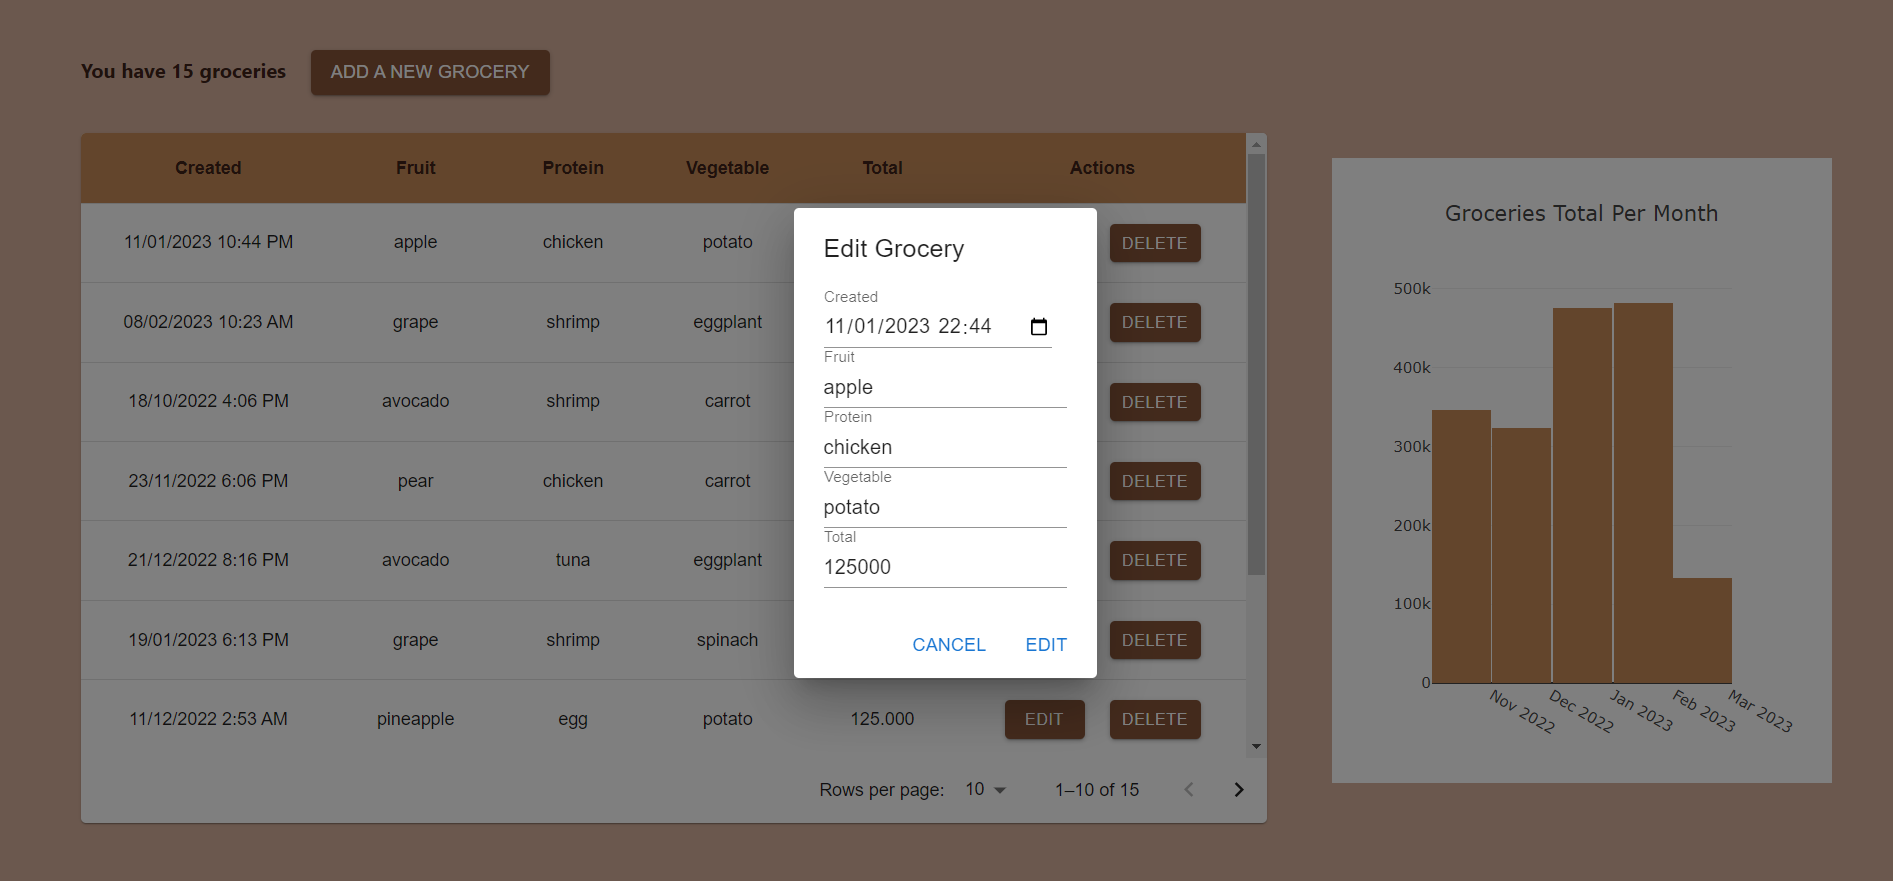 You have 15 groceries ADD A NEW GROCERY
Created Fruit Protein Vegetable Total Actions
11/01/2023 10:44 PM apple chicken potato DELETE
08/02/2023 10:23 AM grape shrimp eggplant DELETE
18/10/2022 4:06 PM avocado shrimp carrot DELETE
23/11/2022 6:06 PM pear chicken carrot DELETE
21/12/2022 8:16 PM avocado tuna eggplant DELETE
19/01/2023 6:13 PM grape shrimp spinach DELETE
11/12/2022 2:53 AM pineapple egg potato 125.000 EDIT DELETE
Rows per page: 10 1–10 of 15
Edit Grocery
Created
11/01/2023 22:44
Fruit
apple
Protein
chicken
Vegetable
potato
Total
125000
CANCEL EDIT
Groceries Total Per Month
500k
400k
300k
200k
100k
0
Nov 2022 Dec 2022 Jan 2023 Feb 2023 Mar 2023